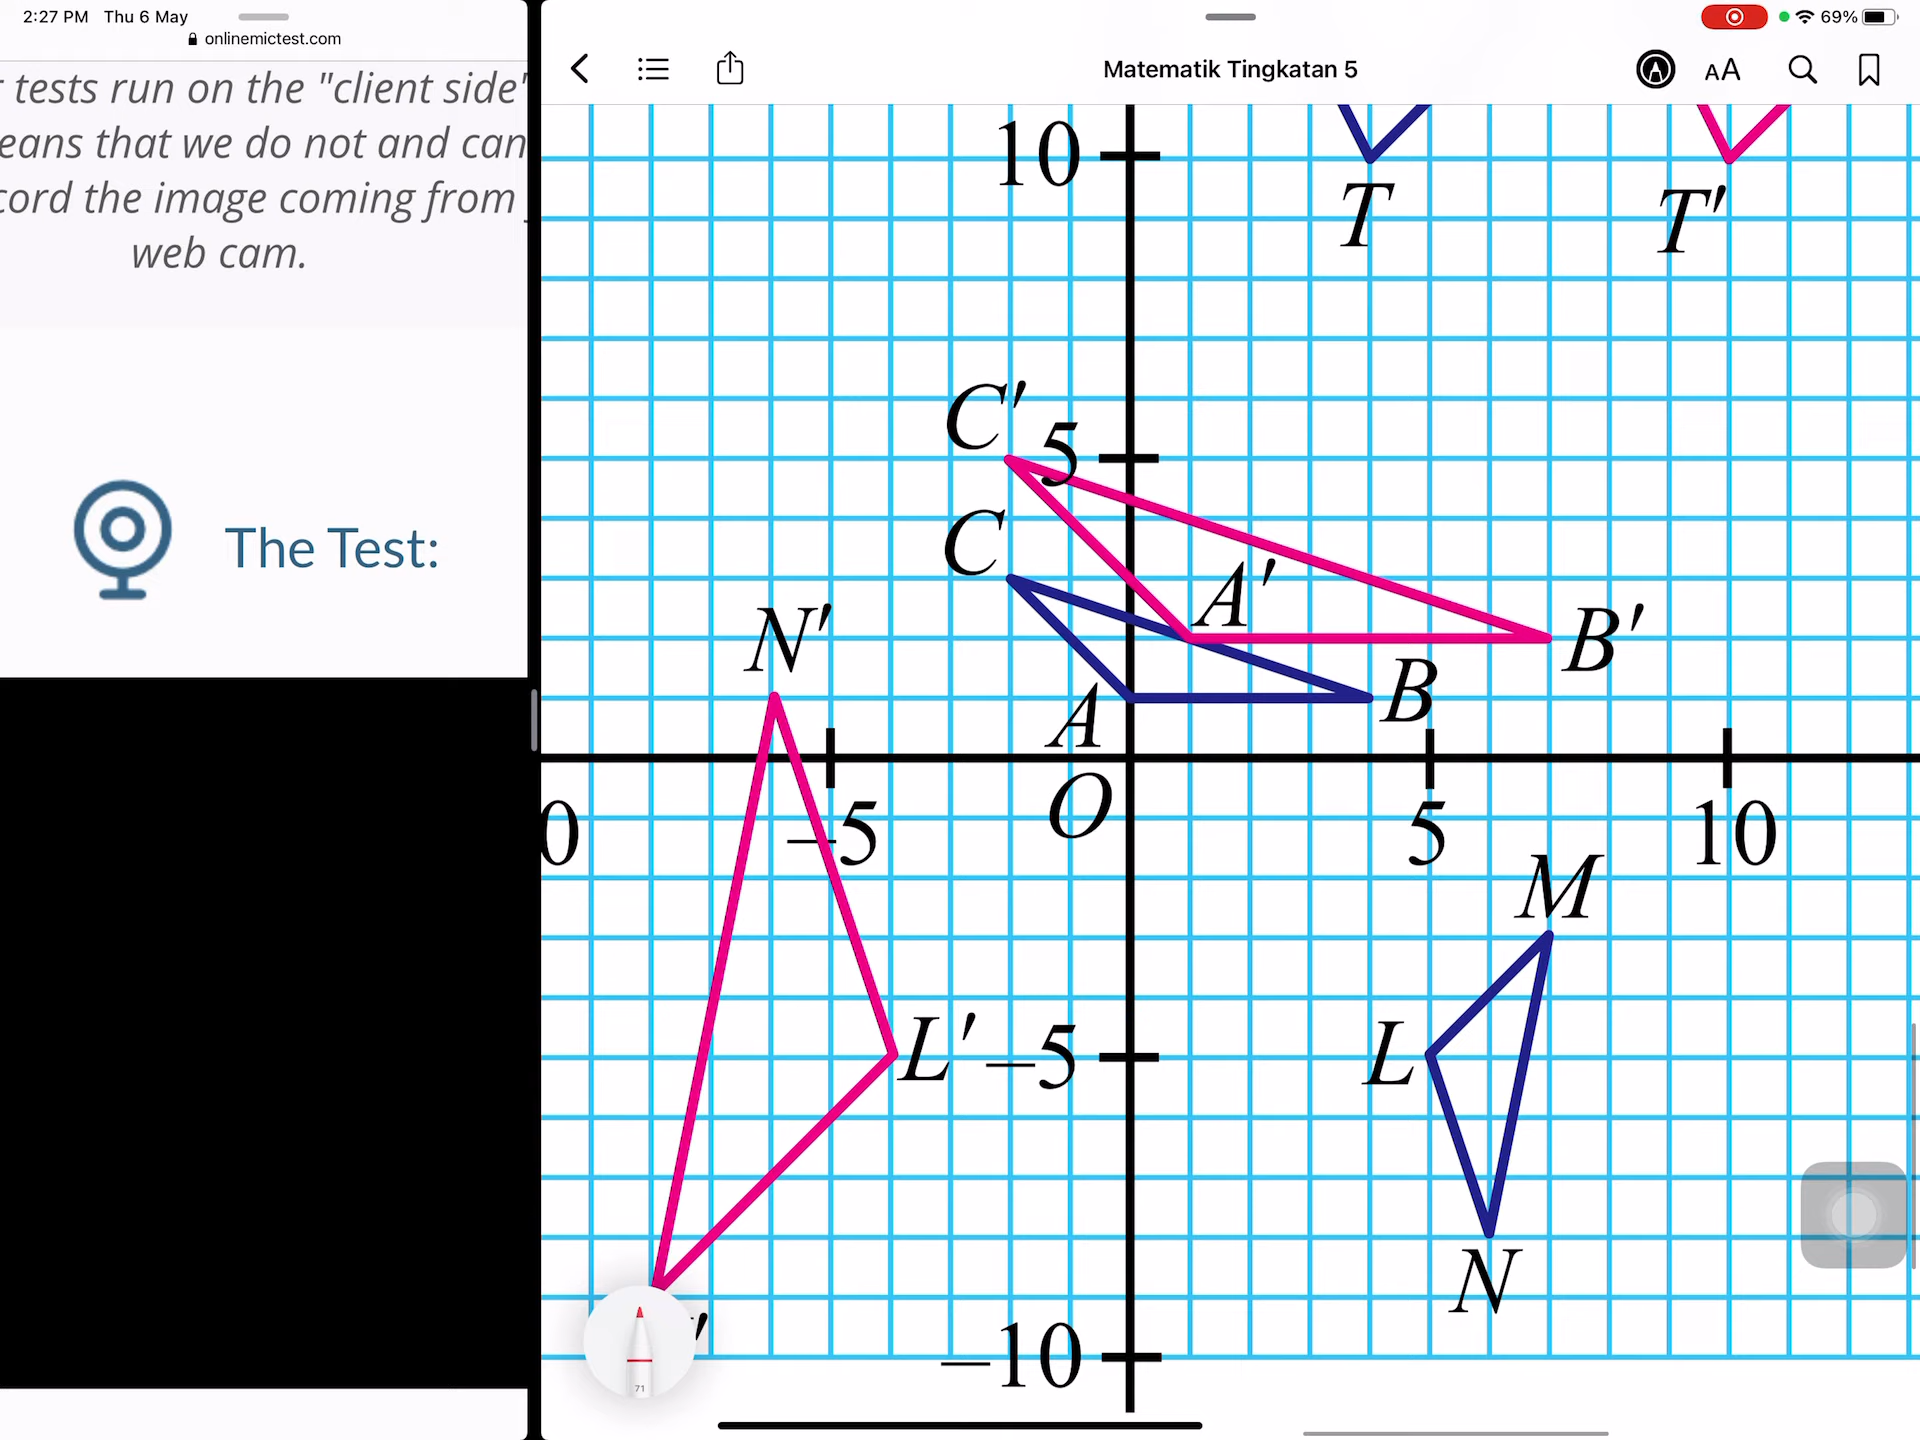 2:27 PM Thu 6 May
onlinemictest.com
tests run on the "client side"
eans that we do not and can
cord the image coming from
web cam.
The Test:
Matematik Tingkatan 5
AA
69%
10
T
T'
C'
5
C
A'
N'
B'
B
A
O
0
–5
5
10
M
L'
–5
L
N
–10
71